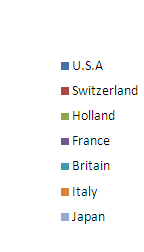 U.S.A
Switzerland
Holland
France
Britain
Italy
Japan